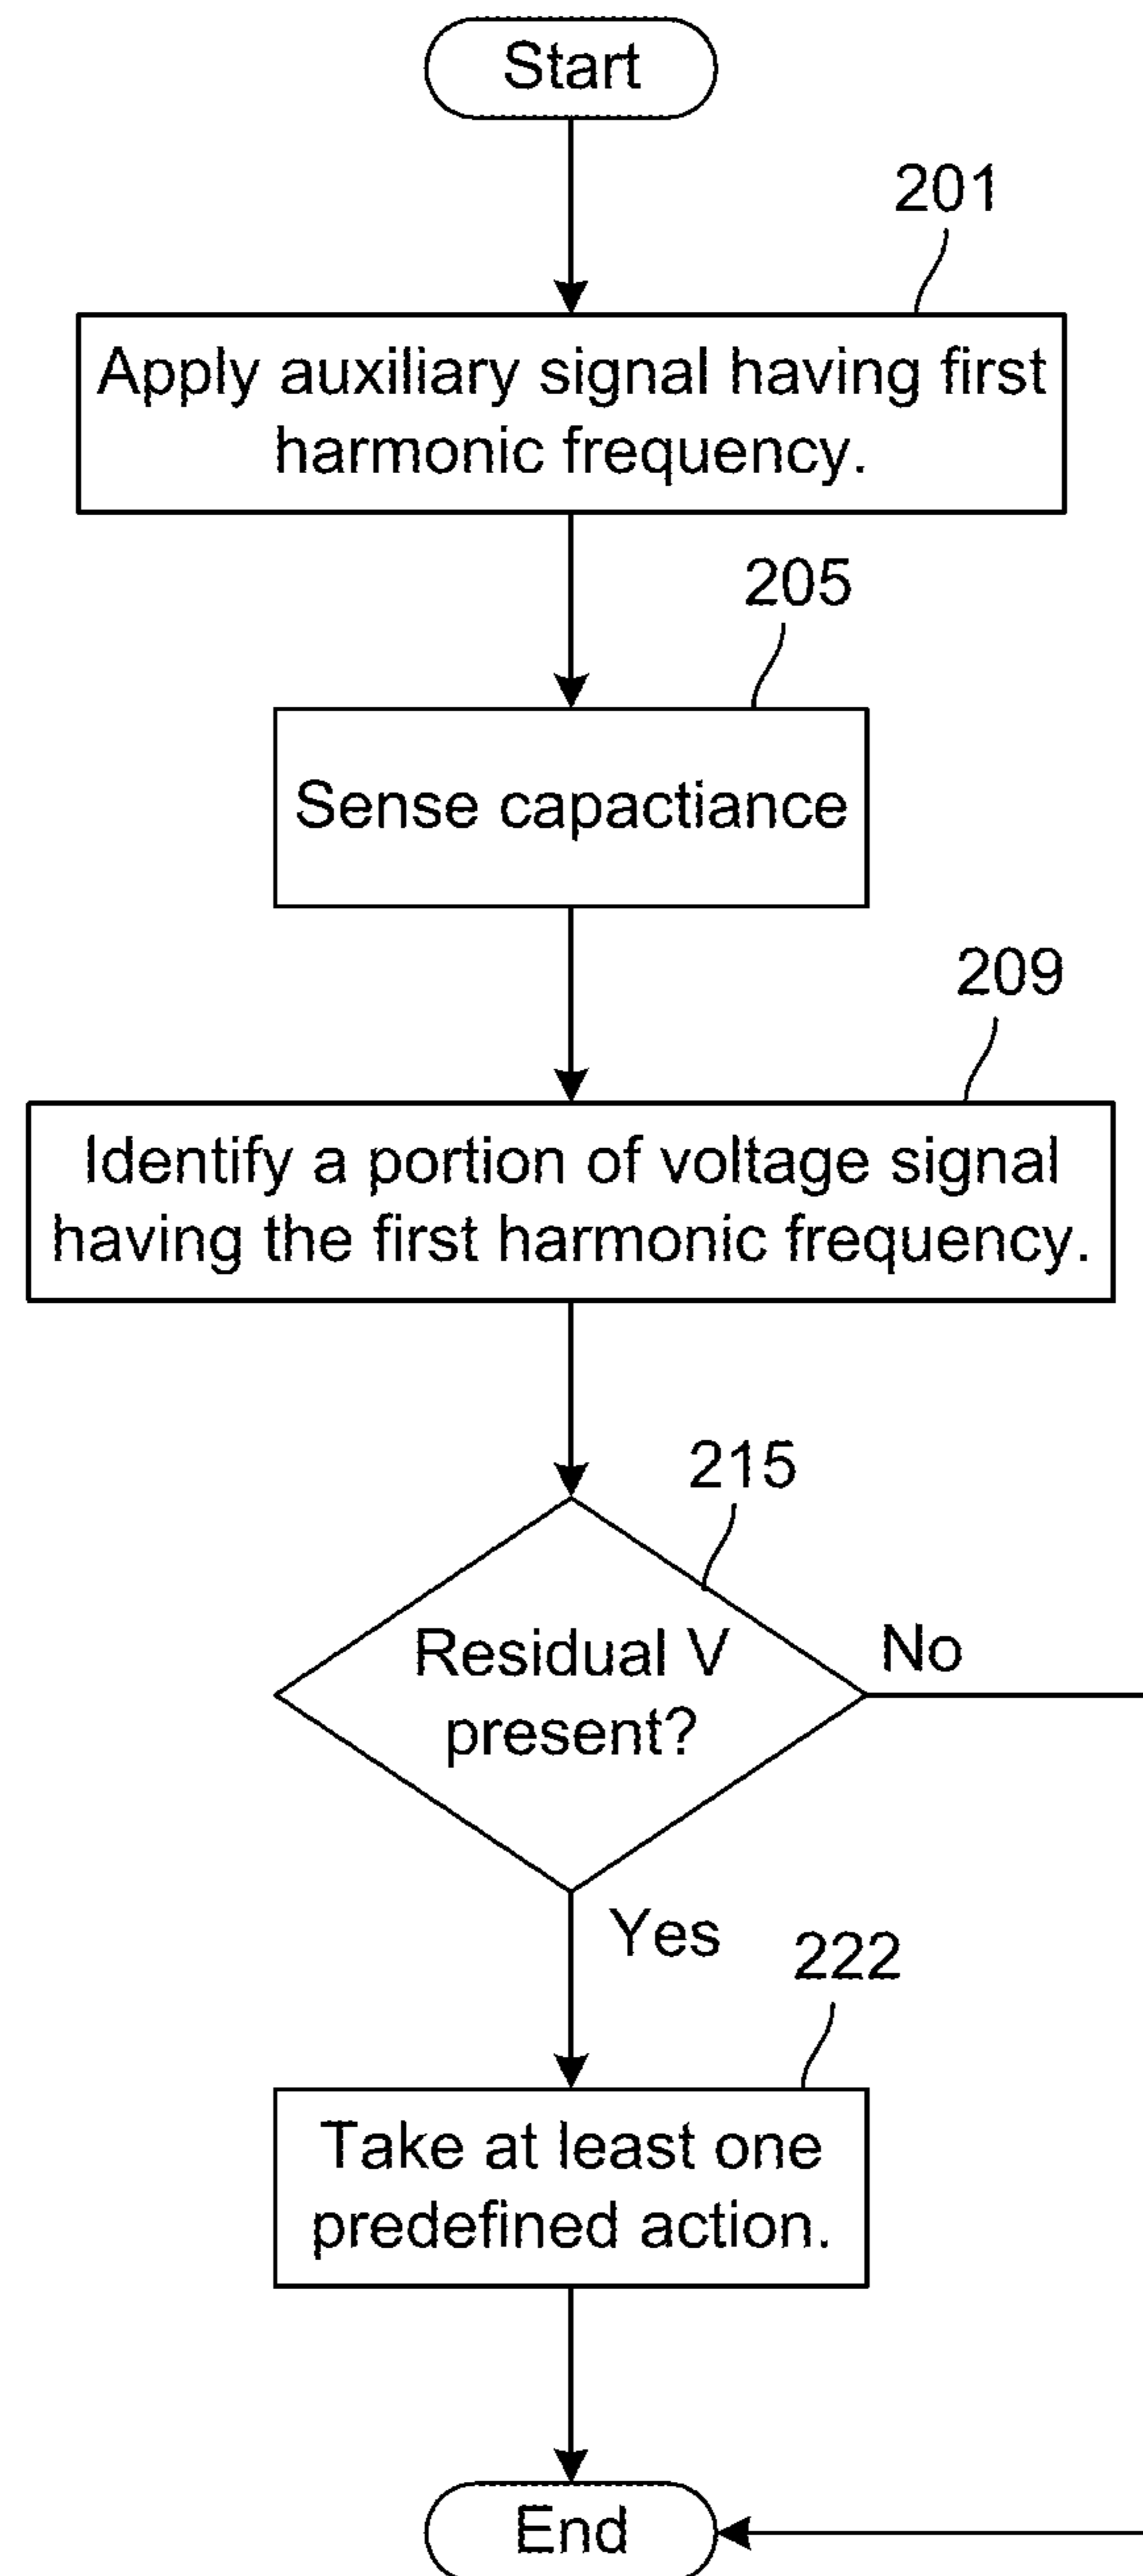 Start
201
Apply auxiliary signal having first
harmonic frequency.
205
Sense capactiance
209
Identify a portion of voltage signal
having the first harmonic frequency.
215
Residual V
present?
No
Yes
222
Take at least one
predefined action.
End